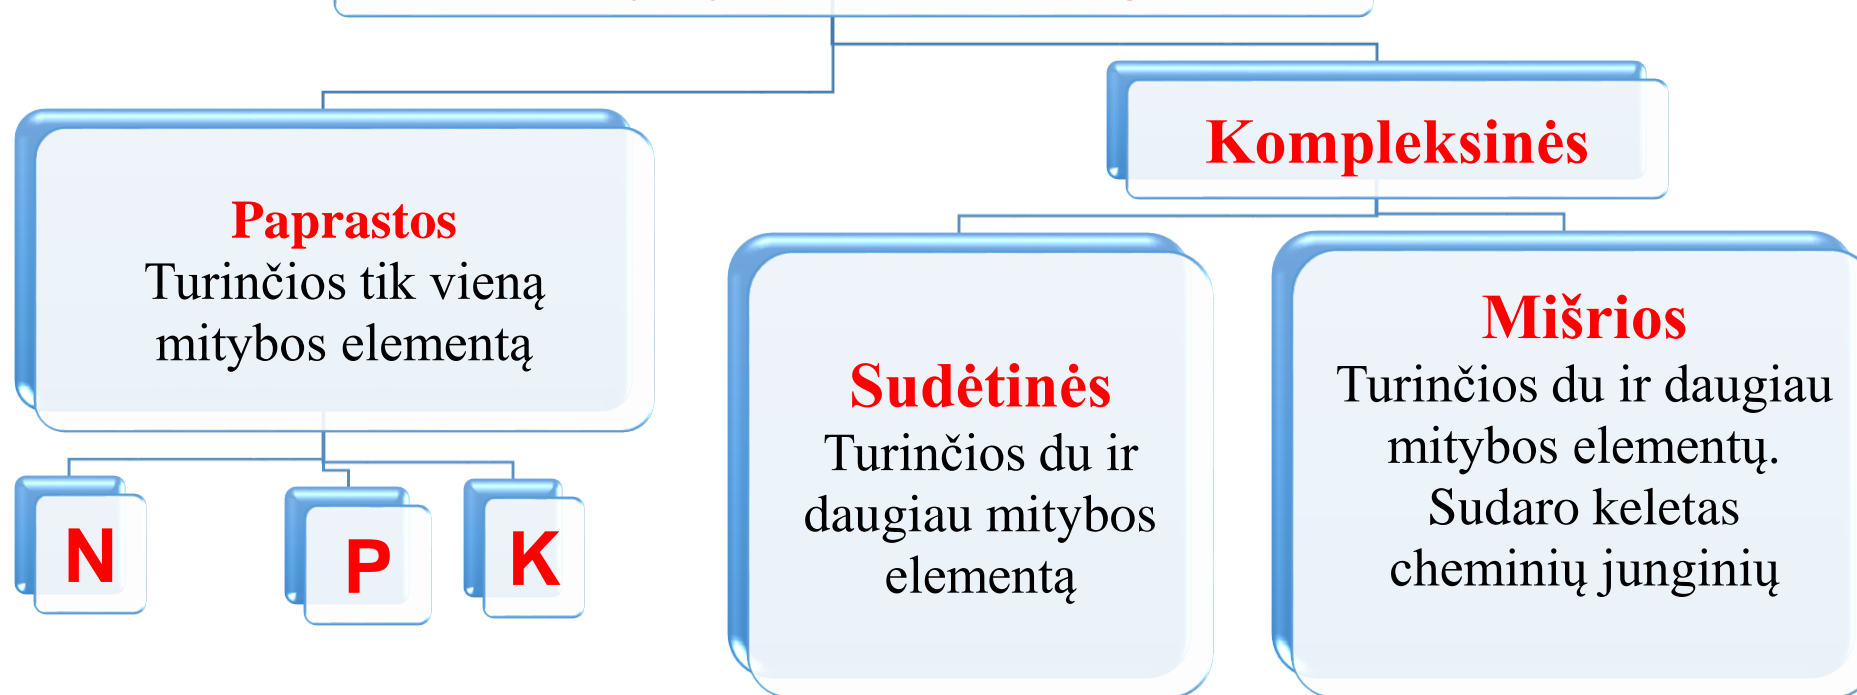 Kompleksinės
Paprastos
Turinčios tik vieną
mitybos elementą
Sudėtinės
Turinčios du ir
daugiau mitybos
elementą
Mišrios
Turinčios du ir daugiau
mitybos elementų.
Sudaro keletas
cheminių junginių
N
P
K